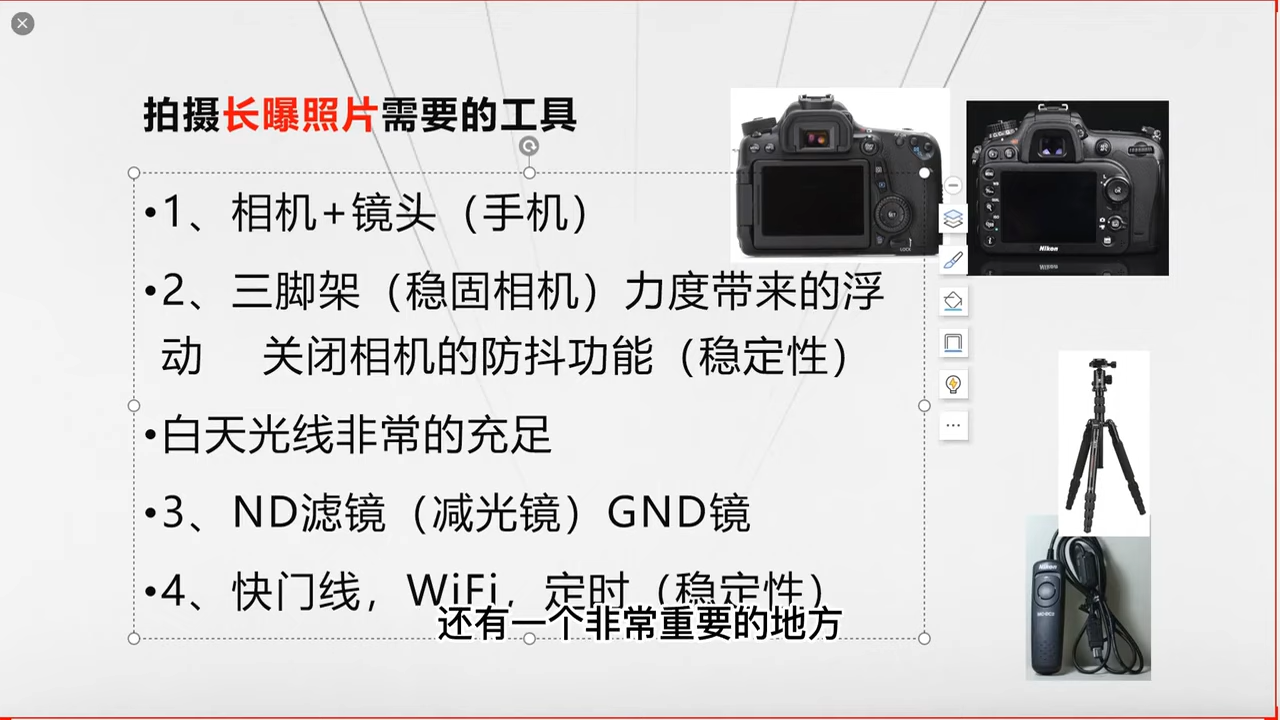 拍摄长曝照片需要的工具
•1、相机+镜头（手机）
•2、三脚架（稳固相机）力度带来的浮
动 关闭相机的防抖功能（稳定性）
•白天光线非常的充足
•3、ND滤镜（减光镜）GND镜
•4、快门线，WiFi，定时（稳定性）
还有一个非常重要的地方
Nikon
Nikon
LOCK